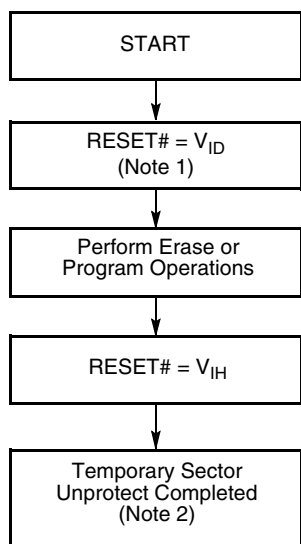 START
RESET# = VID
(Note 1)
Perform Erase or
Program Operations
RESET# = VIH
Temporary Sector
Unprotect Completed
(Note 2)